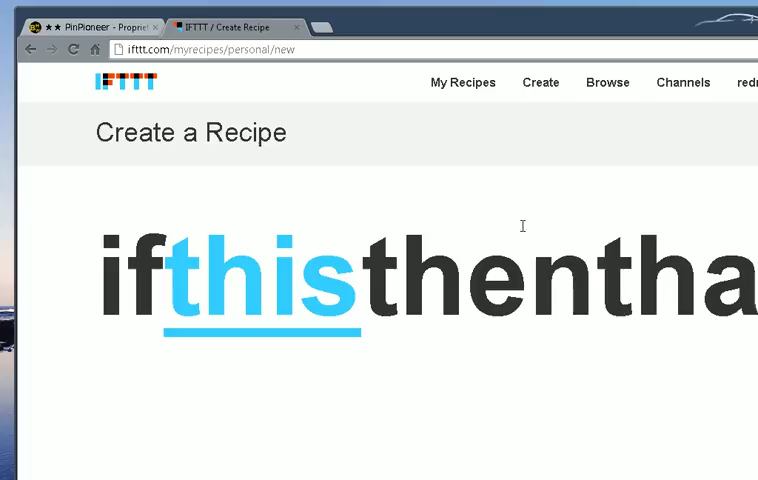 ★★ PinPioneer - Propriet
IFTTT / Create Recipe
ifttt.com/myrecipes/personal/new
IFTTT
My Recipes Create Browse Channels redr
Create a Recipe
ifthisthentha